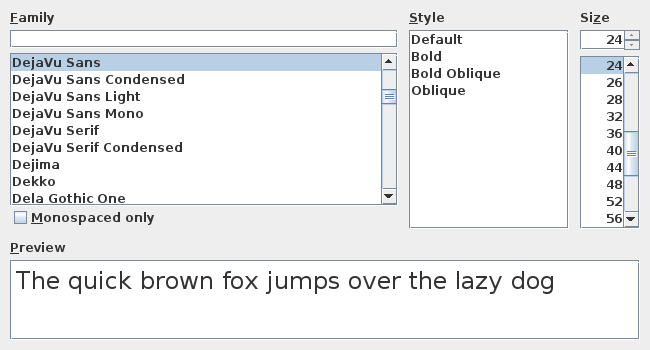 Family
DejaVu Sans
DejaVu Sans Condensed
DejaVu Sans Light
DejaVu Sans Mono
DejaVu Serif
DejaVu Serif Condensed
Dejima
Dekko
Dela Gothic One
Monospaced only
Style
Default
Bold
Bold Oblique
Oblique
Size
24
24
26
28
32
36
40
44
48
52
56
Preview
The quick brown fox jumps over the lazy dog